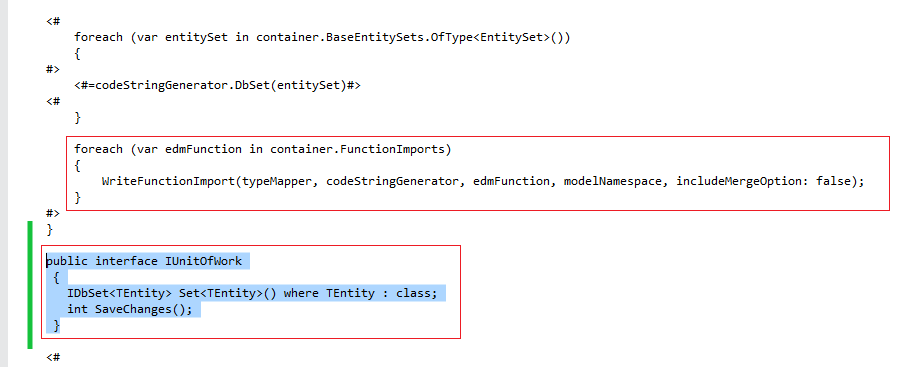 <#
foreach (var entitySet in container.BaseEntitySets.OfType<EntitySet>())
{
#>
<#=codeStringGenerator.DbSet(entitySet)#>
<#
}
foreach (var edmFunction in container.FunctionImports)
{
WriteFunctionImport(typeMapper, codeStringGenerator, edmFunction, modelNamespace, includeMergeOption: false);
}
#>
}
public interface IUnitOfWork
{
IDbSet<TEntity> Set<TEntity>() where TEntity : class;
int SaveChanges();
}
<#